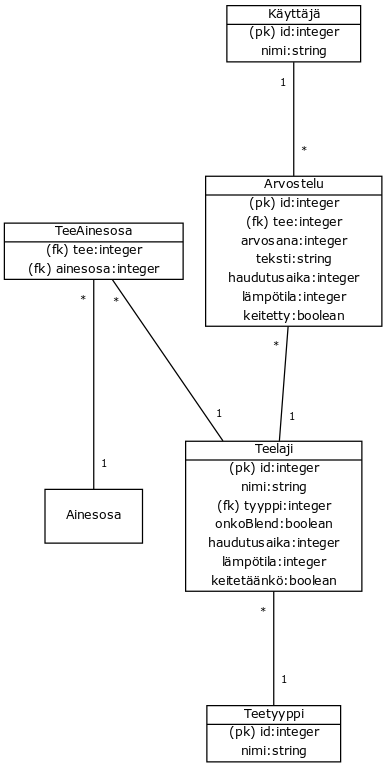 Käyttäjä
(pk) id:integer
nimi:string
1
*
Arvostelu
(pk) id:integer
(fk) tee:integer
arvosana:integer
teksti:string
haudutusaika:integer
lämpötila:integer
keitetty:boolean
TeeAinesosa
(fk) tee:integer
(fk) ainesosa:integer
*
*
*
1
1
1
Teelaji
(pk) id:integer
nimi:string
(fk) tyyppi:integer
onkoBlend:boolean
haudutusaika:integer
lämpötila:integer
keitetäänkö:boolean
Ainesosa
*
1
Teetyyppi
(pk) id:integer
nimi:string